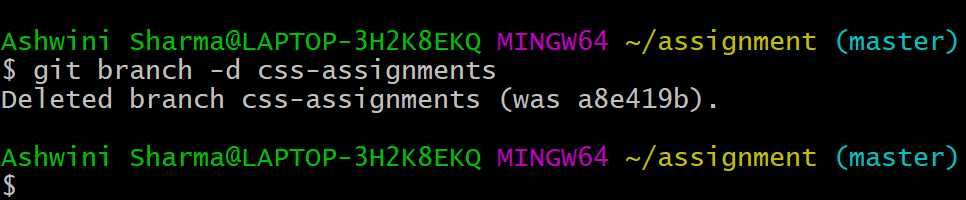 Ashwini Sharma@LAPTOP-3H2K8EKQ MINGW64 ~/assignment (master)
$ git branch -d css-assignments
Deleted branch css-assignments (was a8e419b).
Ashwini Sharma@LAPTOP-3H2K8EKQ MINGW64 ~/assignment (master)
$